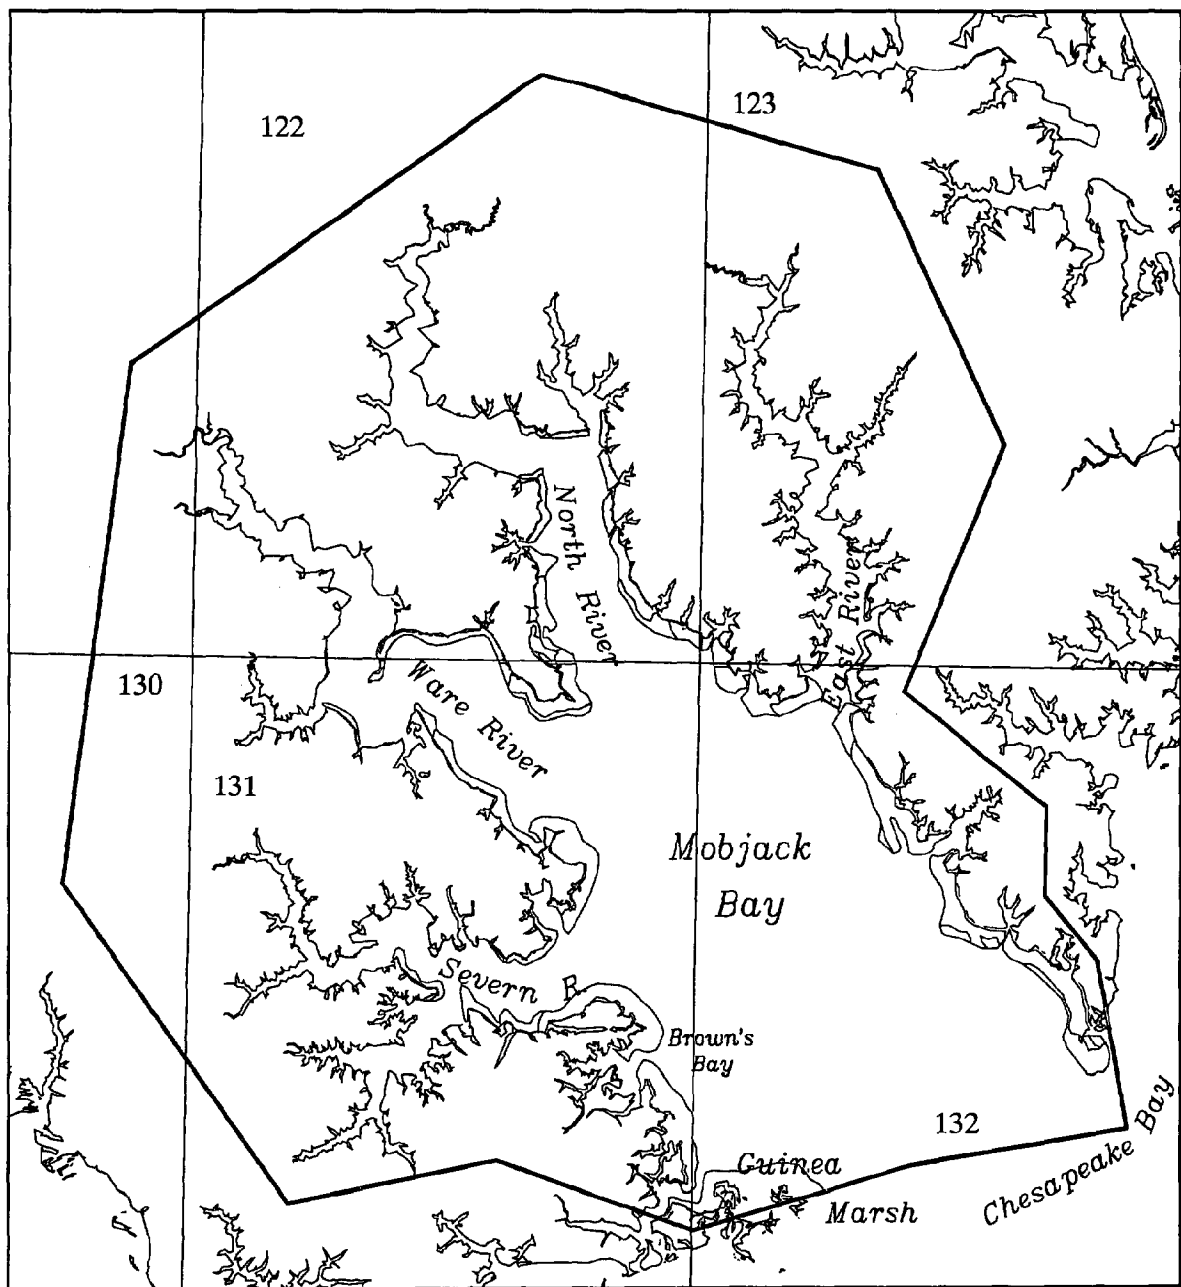 122
123
North River
East River
130
Ware River
131
Mobjack
Bay
Severn R.
Brown's
Bay
132
Guinea
Marsh
Chesapeake Bay